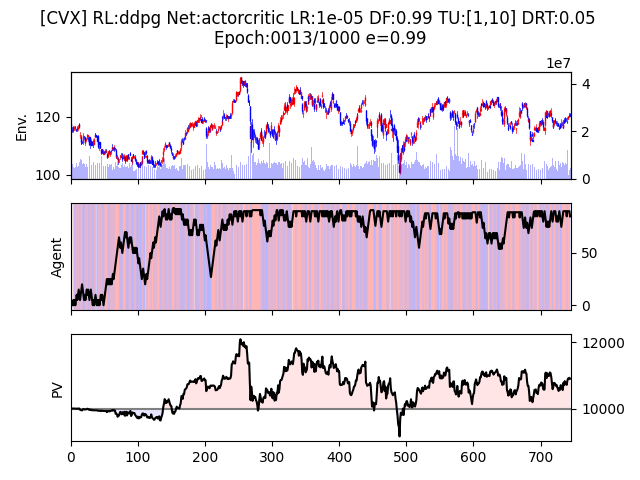 [CVX] RL:ddpg Net:actorcritic LR:1e-05 DF:0.99 TU:[1,10] DRT:0.05
Epoch:0013/1000 e=0.99
1e7
Env.
120
100
4
2
0
Agent
50
0
PV
12000
10000
0 100 200 300 400 500 600 700